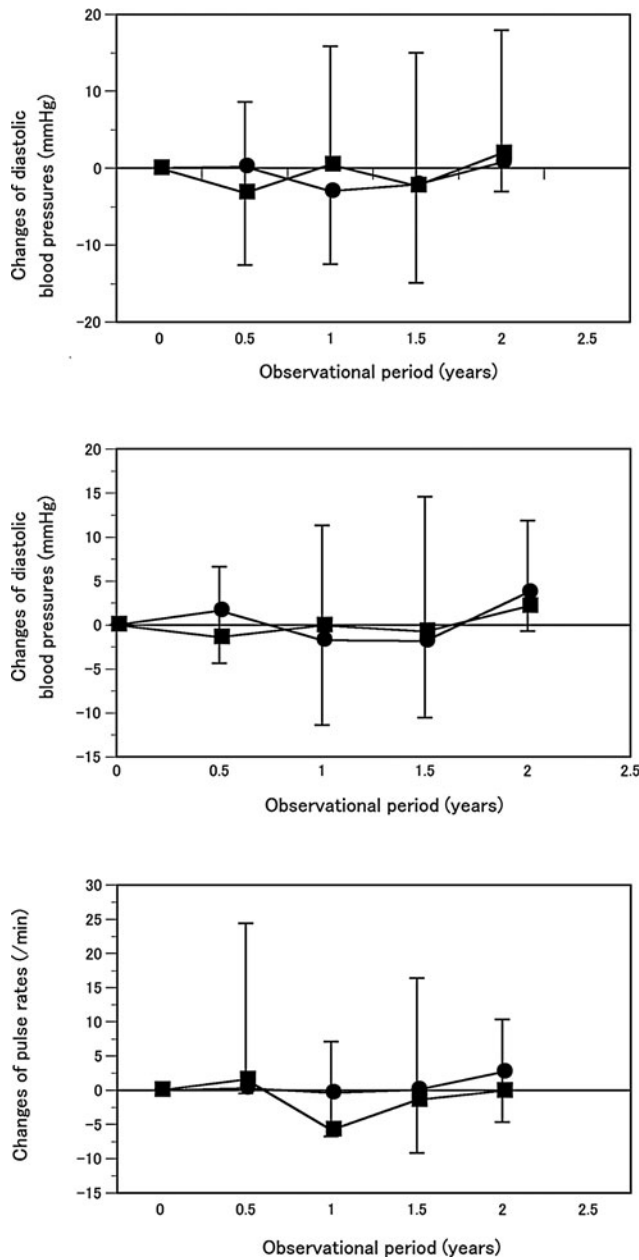 Changes of diastolic
blood pressures (mmHg)
20
10
0
-10
-20
0 0.5 1 1.5 2 2.5
Observational period (years)
Changes of diastolic
blood pressures (mmHg)
20
15
10
5
0
-5
-10
-15
0 0.5 1 1.5 2 2.5
Observational period (years)
Changes of pulse rates (/min)
30
25
20
15
10
5
0
-5
-10
-15
0 0.5 1 1.5 2 2.5
Observational period (years)